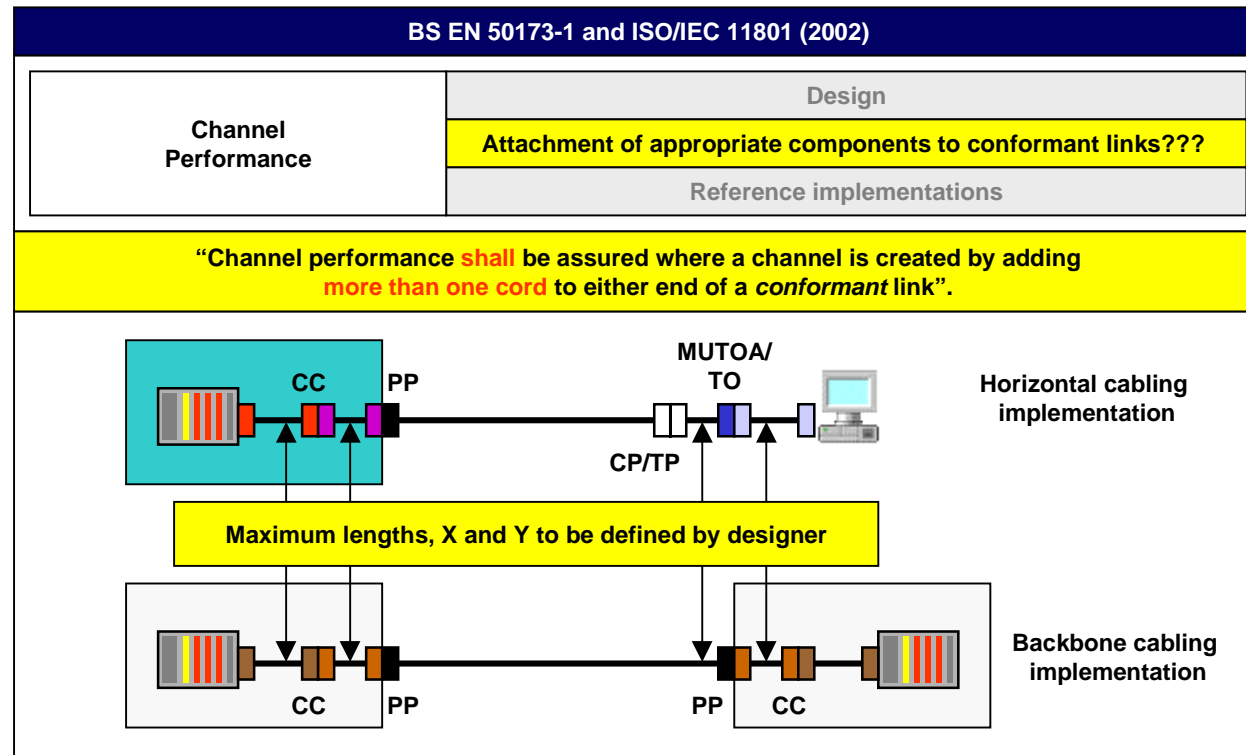 BS EN 50173-1 and ISO/IEC 11801 (2002)
Channel
Performance
Design
Attachment of appropriate components to conformant links???
Reference implementations
“Channel performance shall be assured where a channel is created by adding
more than one cord to either end of a conformant link”.
CC
PP
MUTOA/
TO
CP/TP
Horizontal cabling
implementation
Maximum lengths, X and Y to be defined by designer
CC
PP
PP
CC
Backbone cabling
implementation